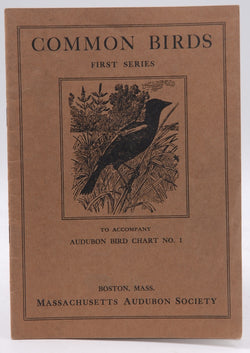 COMMON BIRDS
FIRST SERIES
TO ACCOMPANY
AUDUBON BIRD CHART NO. 1
BOSTON, MASS.
MASSACHUSETTS AUDUBON SOCIETY